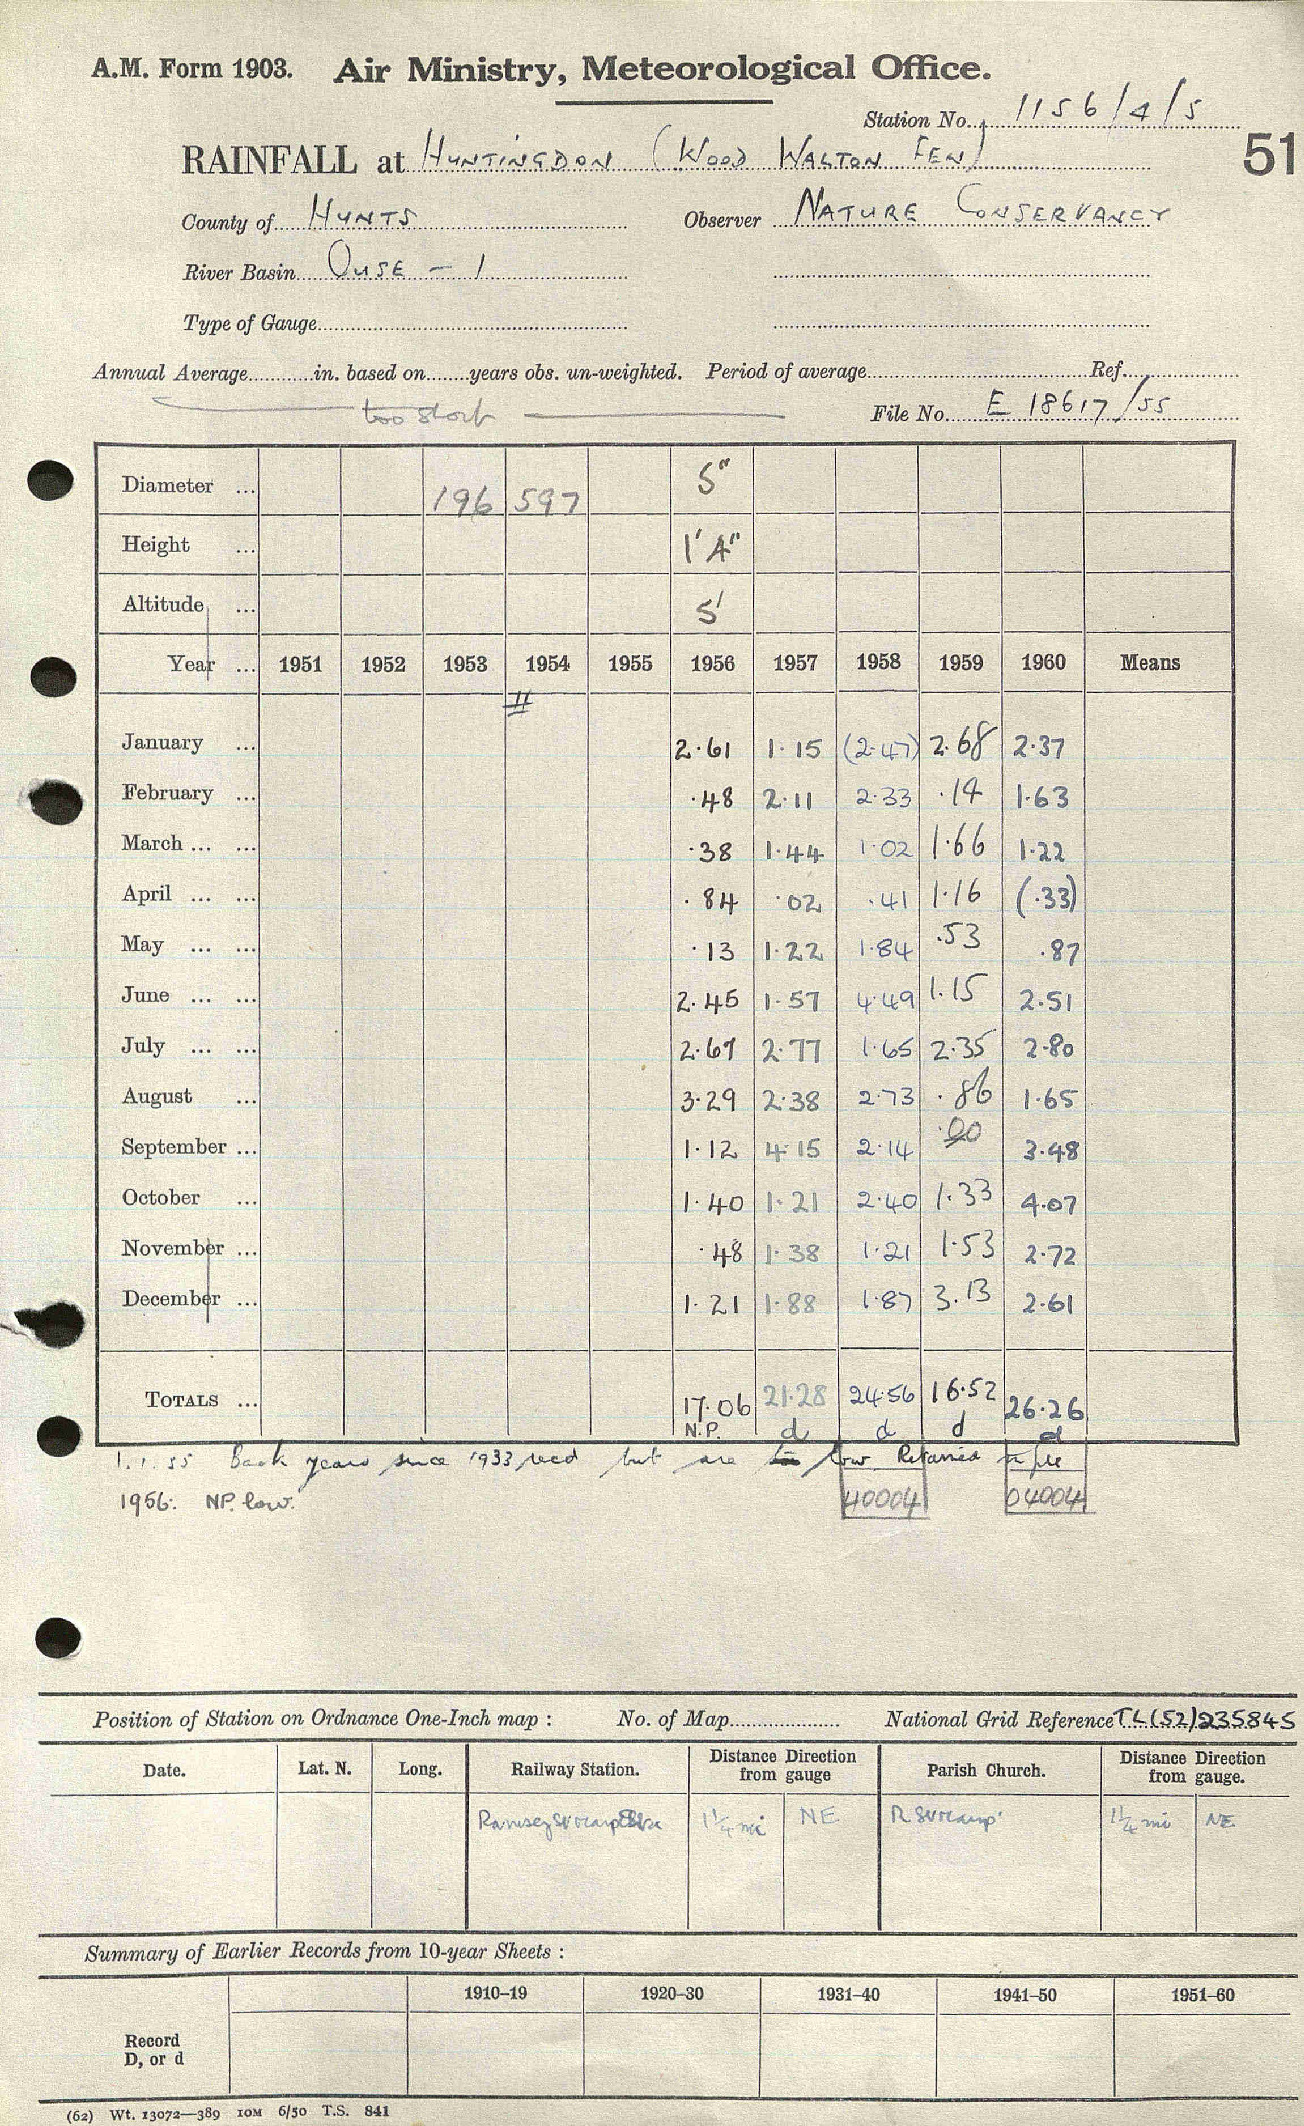 A.M. Form 1903. Air Ministry, Meteorological Office.
Station No. 1156/4/5
RAINFALL at HUNTINGDON (WOOD WALTON FEN) 51
County of HUNTS Observer NATURE CONSERVANCY
River Basin OUSE - 1
Type of Gauge
Annual Average in. based on years obs. un-weighted. Period of average Ref.
too short File No. E 18617/55
Diameter ... 196 597 5"
Height ... 1'A"
Altitude ... 5'
Year ... 1951 1952 1953 1954 1955 1956 1957 1958 1959 1960 Means
#
January ... 2.61 1.15 (2.47) 2.68 2.37
February ... .48 2.11 2.33 .14 1.63
March ... ... .38 1.44 1.02 1.66 1.22
April ... ... .84 .02 .41 1.16 (.33)
May ... ... .13 1.22 1.84 .53 .87
June ... ... 2.45 1.57 4.49 1.15 2.51
July ... ... 2.67 2.77 1.65 2.35 2.80
August ... 3.29 2.38 2.73 .86 1.65
September ... 1.12 4.15 2.14 .00 3.48
October ... 1.40 1.21 2.40 1.33 4.07
November ... .48 1.38 1.21 1.53 2.72
December ... 1.21 1.88 1.87 3.13 2.61
TOTALS ... 17.06 21.28 24.56 16.52 26.26
N.P. d d d d
1.1.55 Back years since 1933 recd but are low Returned in file
1956. NP. low. 40004 04004
Position of Station on Ordnance One-Inch map : No. of Map National Grid Reference TL(52)235845
Date. Lat. N. Long. Railway Station. Distance Direction from gauge Parish Church. Distance Direction from gauge.
Ramsey 1¼ mi NE R 1¼ mi NE
Summary of Earlier Records from 10-year Sheets :
1910–19 1920–30 1931–40 1941–50 1951–60
Record
D, or d
(62) Wt. 13072—389 10M 6/50 T.S. 841